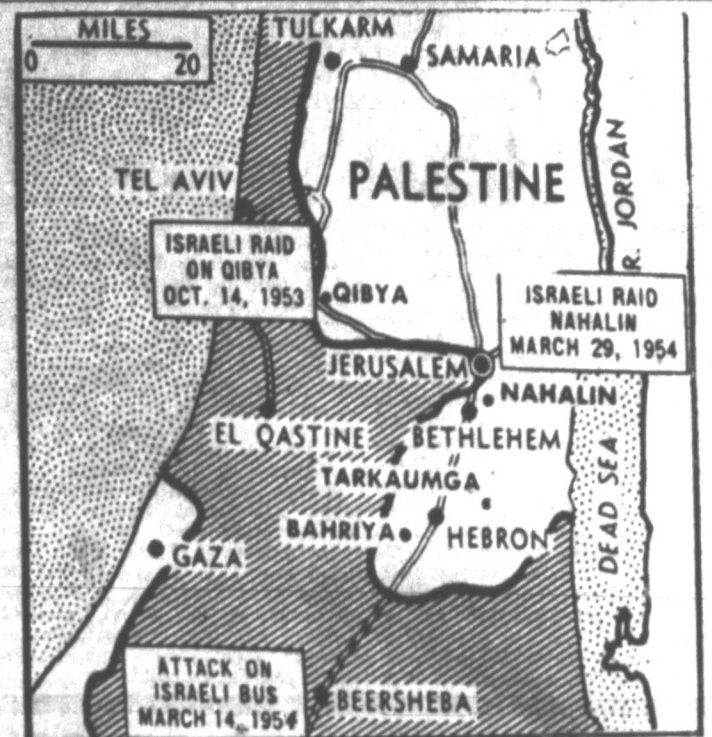 MILES
0 20
TULKARM
SAMARIA
TEL AVIV
PALESTINE
R. JORDAN
ISRAELI RAID
ON QIBYA
OCT. 14, 1953
QIBYA
ISRAELI RAID
NAHALIN
MARCH 29, 1954
JERUSALEM
NAHALIN
EL QASTINE
BETHLEHEM
TARKAUMGA
BAHRIYA
HEBRON
DEAD SEA
GAZA
ATTACK ON
ISRAELI BUS
MARCH 14, 1954
BEERSHEBA